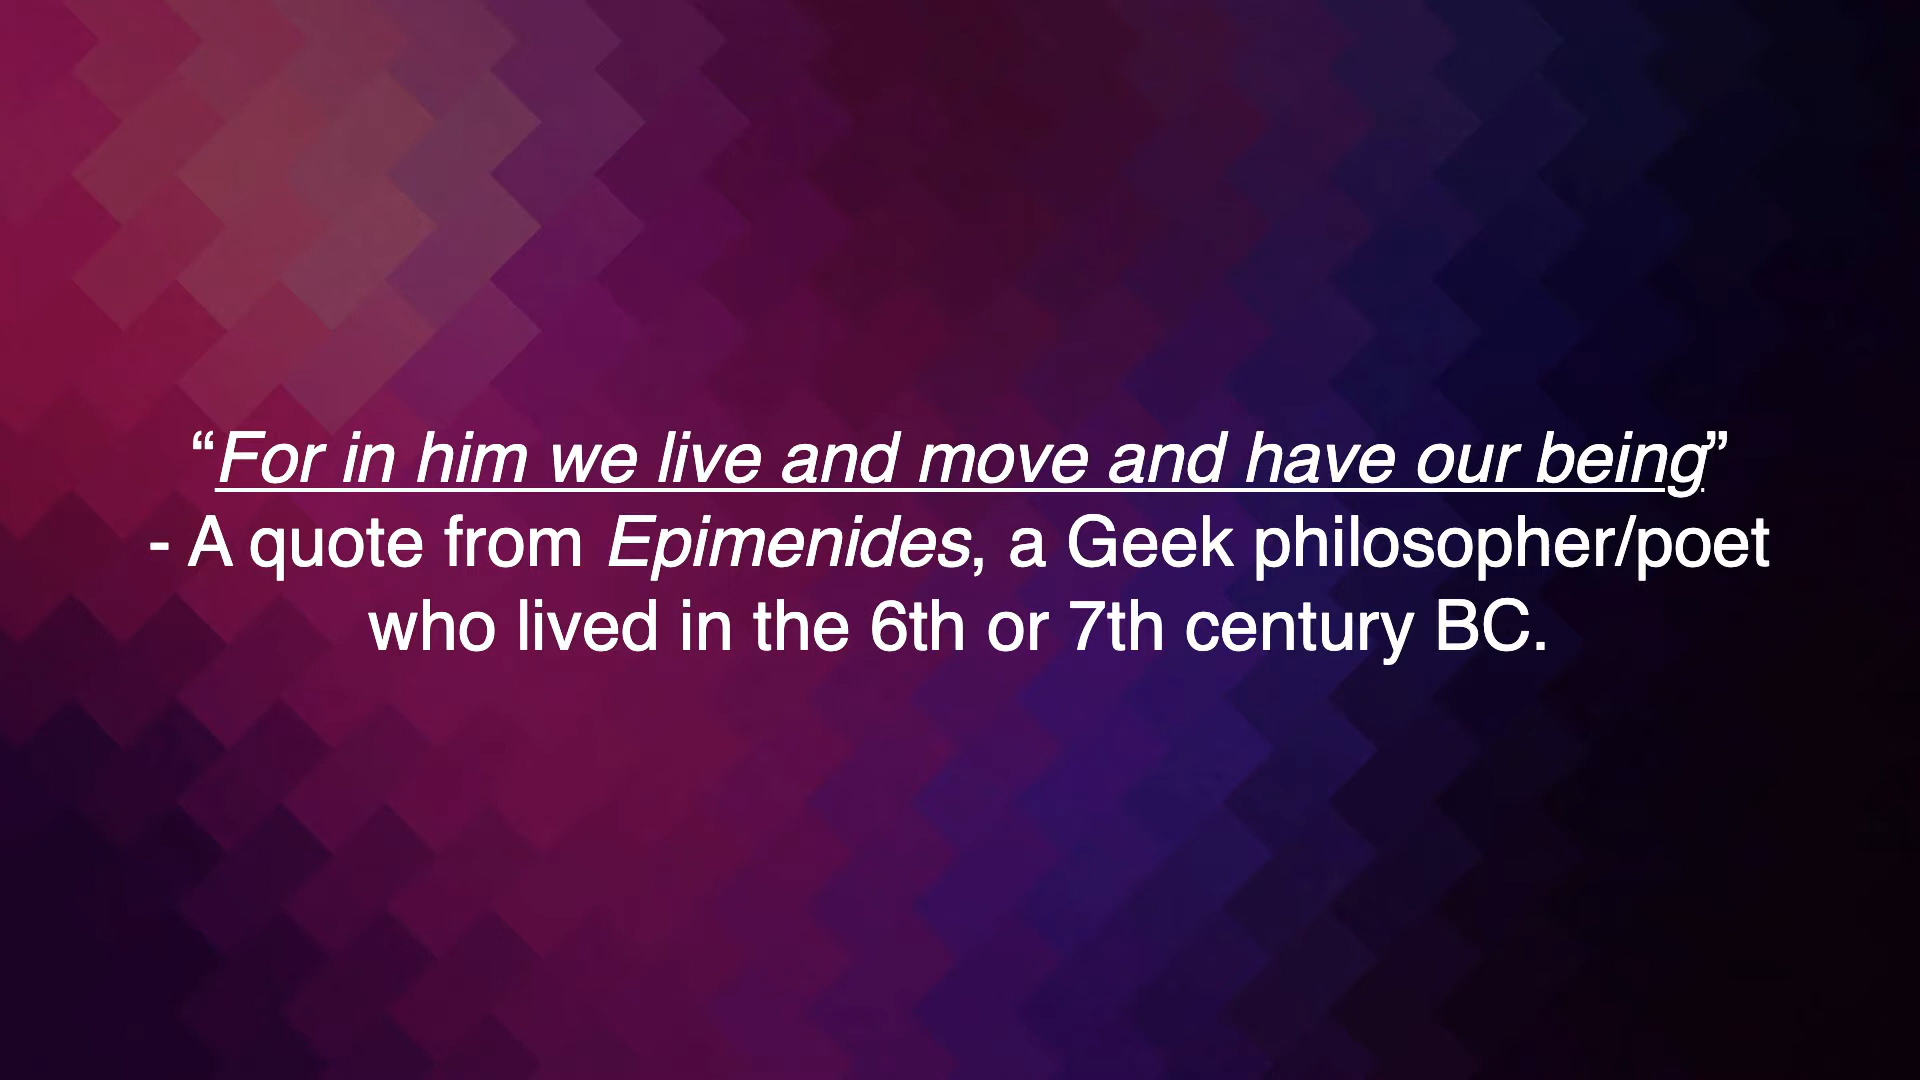 “For in him we live and move and have our being”
- A quote from Epimenides, a Geek philosopher/poet
who lived in the 6th or 7th century BC.